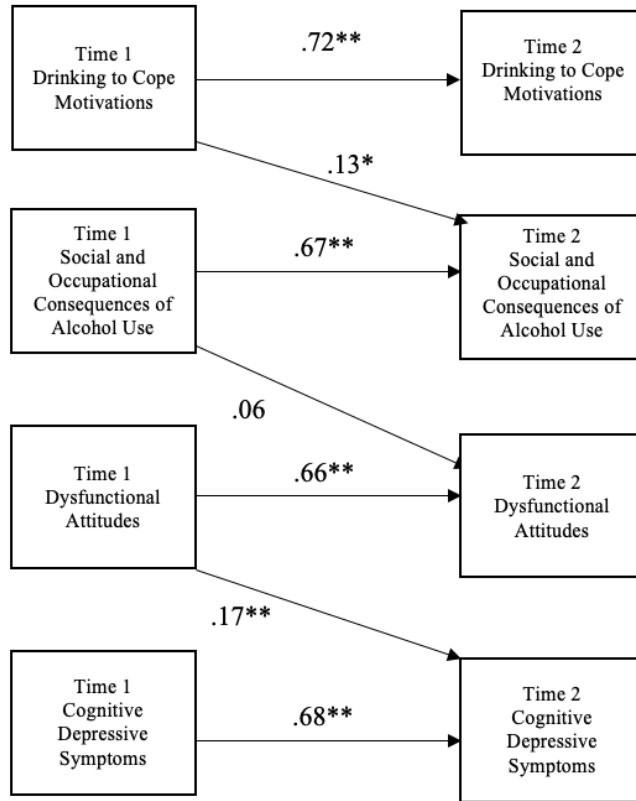 Time 1
Drinking to Cope
Motivations
.72**
Time 2
Drinking to Cope
Motivations
.13*
Time 1
Social and
Occupational
Consequences of
Alcohol Use
.67**
Time 2
Social and
Occupational
Consequences of
Alcohol Use
.06
Time 1
Dysfunctional
Attitudes
.66**
Time 2
Dysfunctional
Attitudes
.17**
Time 1
Cognitive
Depressive
Symptoms
.68**
Time 2
Cognitive
Depressive
Symptoms